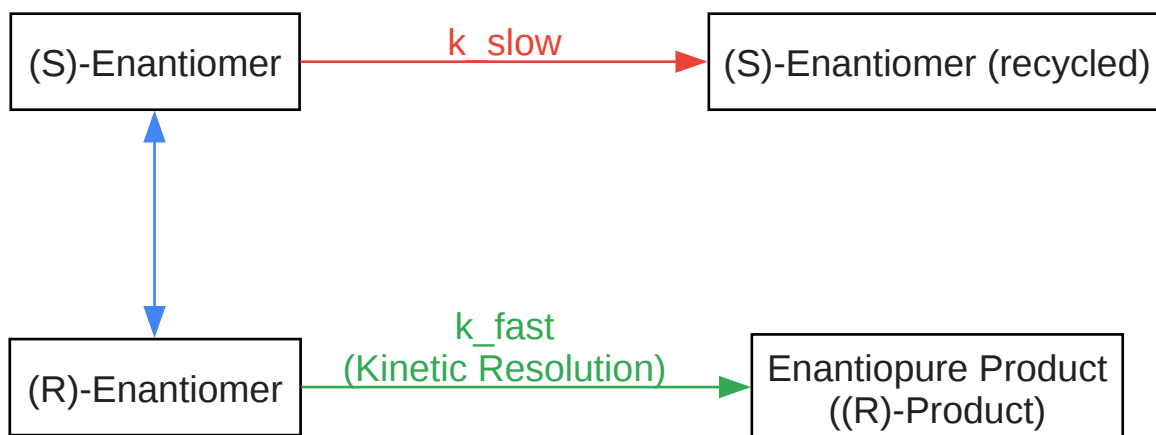 (S)-Enantiomer
k_slow
(S)-Enantiomer (recycled)
k_fast
(Kinetic Resolution)
(R)-Enantiomer
Enantiopure Product
((R)-Product)